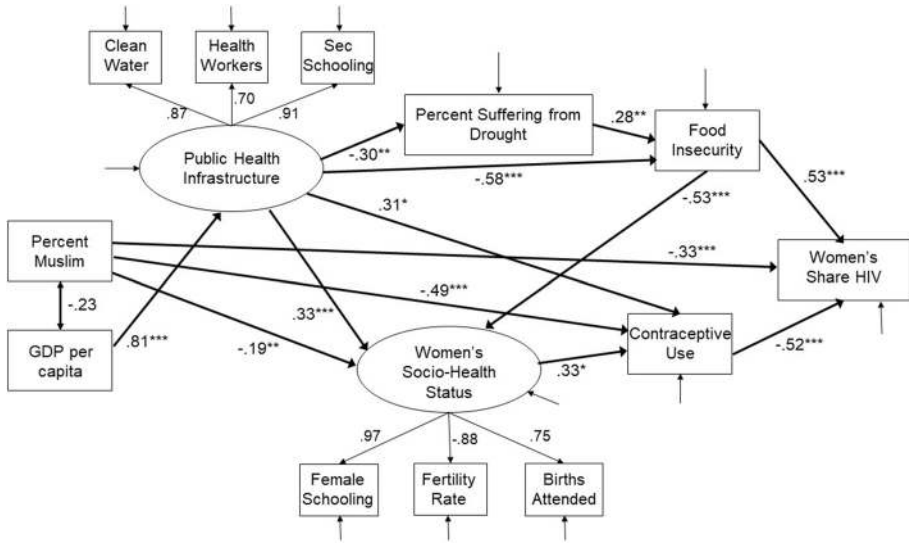 Clean
Water
Health
Workers
Sec
Schooling
.87
.70
.91
Public Health
Infrastructure
Percent Suffering from
Drought
.28**
Food
Insecurity
-.30**
-.58***
.53***
-.53***
.31*
Percent
Muslim
-.33***
Women's
Share HIV
-.23
-.49***
GDP per
capita
.81***
.33***
-.19**
Women's
Socio-Health
Status
.33*
Contraceptive
Use
-.52***
.97
-.88
.75
Female
Schooling
Fertility
Rate
Births
Attended